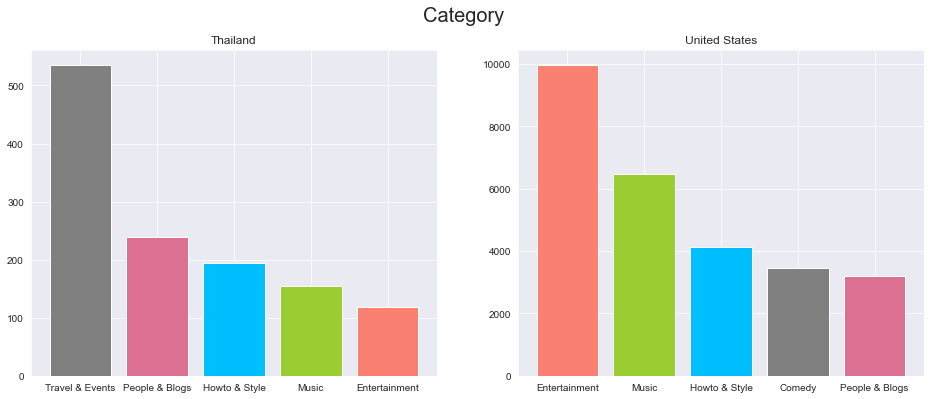 Category
Thailand
500
400
300
200
100
0
Travel & Events People & Blogs Howto & Style Music Entertainment
United States
10000
8000
6000
4000
2000
0
Entertainment Music Howto & Style Comedy People & Blogs